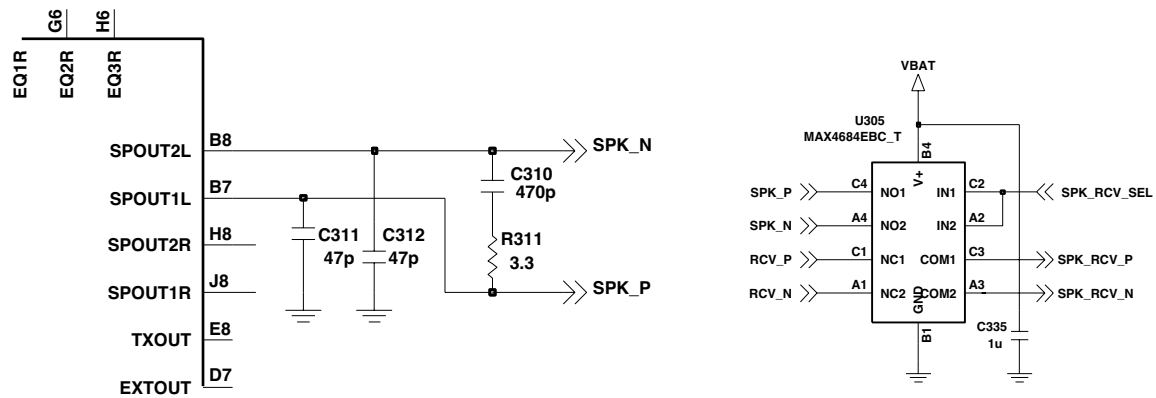 G6
H6
EQ1R
EQ2R
EQ3R
SPOUT2L
B8
SPK_N
C310
470p
SPOUT1L
B7
C311
47p
C312
47p
R311
3.3
SPOUT2R
H8
SPOUT1R
J8
SPK_P
TXOUT
E8
EXTOUT
D7
VBAT
U305
MAX4684EBC_T
B4
V+
SPK_P
C4
NO1
IN1
C2
SPK_RCV_SEL
SPK_N
A4
NO2
IN2
A2
RCV_P
C1
NC1
COM1
C3
SPK_RCV_P
RCV_N
A1
NC2
COM2
A3
SPK_RCV_N
GND
B1
C335
1u